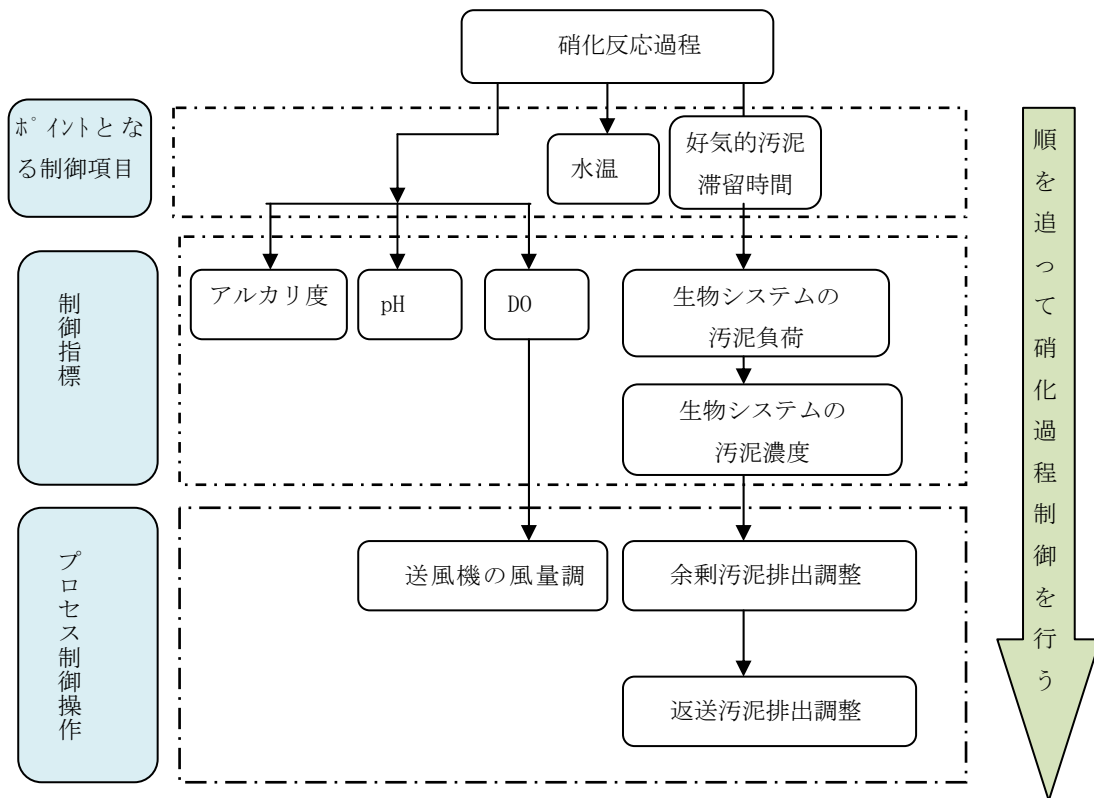 硝化反応過程
ポイントとな
る制御項目
水温
好気的汚泥
滞留時間
制御指標
アルカリ度
pH
DO
生物システムの
汚泥負荷
生物システムの
汚泥濃度
プロセス制御操作
送風機の風量調
余剰汚泥排出調整
返送汚泥排出調整
順を追って硝化過程制御を行う